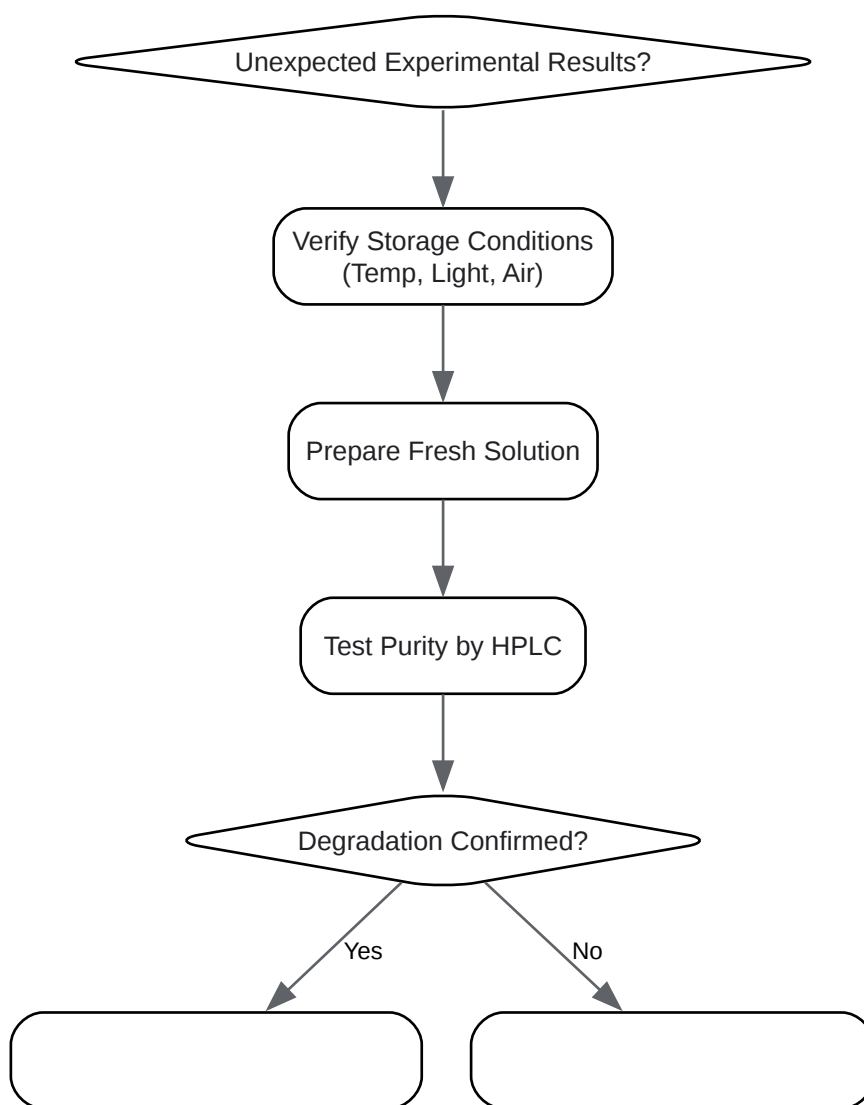 Unexpected Experimental Results?
Verify Storage Conditions
(Temp, Light, Air)
Prepare Fresh Solution
Test Purity by HPLC
Degradation Confirmed?
Yes
No